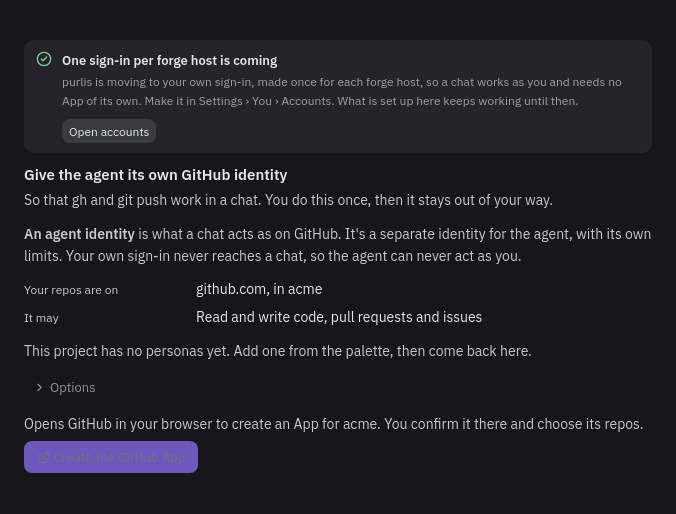 One sign-in per forge host is coming
purlis is moving to your own sign-in, made once for each forge host, so a chat works as you and needs no
App of its own. Make it in Settings › You › Accounts. What is set up here keeps working until then.
Open accounts
Give the agent its own GitHub identity
So that gh and git push work in a chat. You do this once, then it stays out of your way.
An agent identity is what a chat acts as on GitHub. It's a separate identity for the agent, with its own
limits. Your own sign-in never reaches a chat, so the agent can never act as you.
Your repos are on github.com, in acme
It may Read and write code, pull requests and issues
This project has no personas yet. Add one from the palette, then come back here.
Options
Opens GitHub in your browser to create an App for acme. You confirm it there and choose its repos.
Create the GitHub App